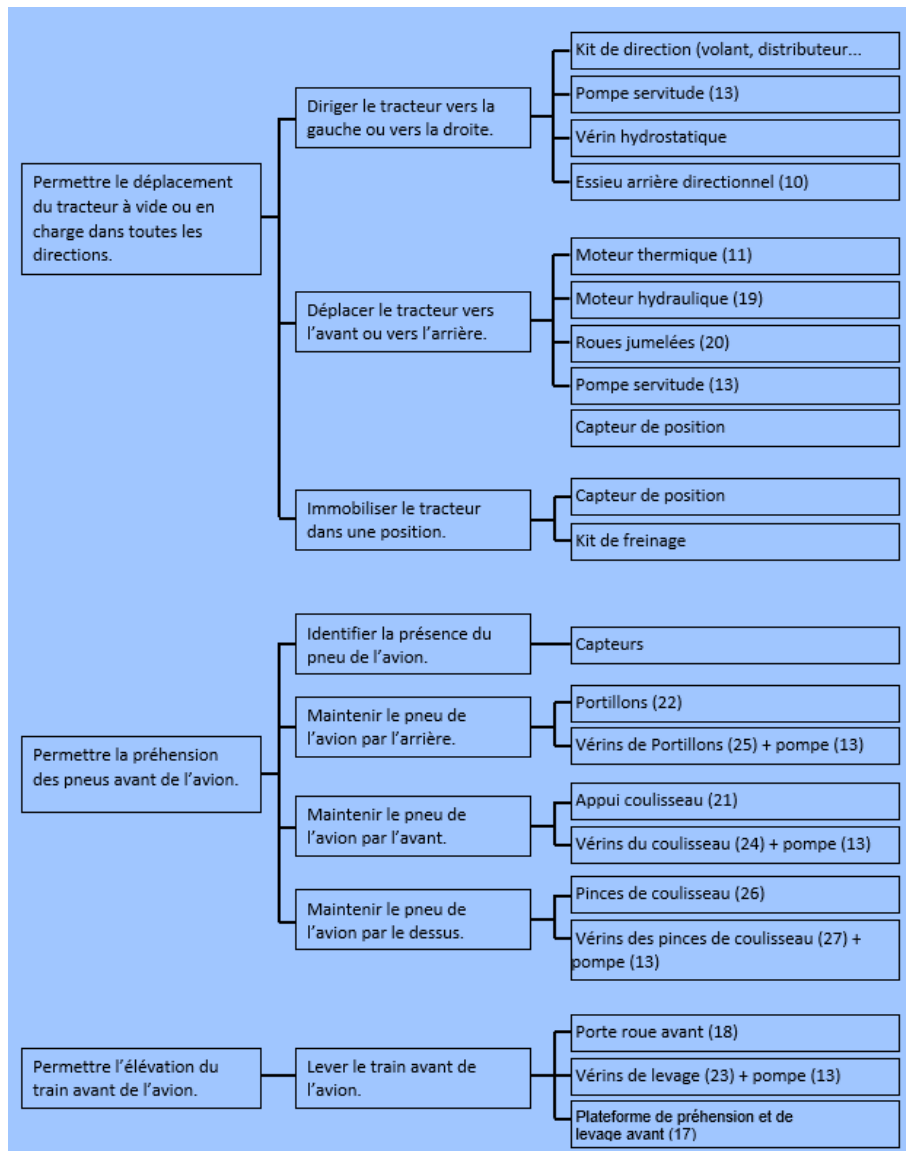 Kit de direction (volant, distributeur...
Diriger le tracteur vers la
gauche ou vers la droite.
Pompe servitude (13)
Vérin hydrostatique
Essieu arrière directionnel (10)
Permettre le déplacement
du tracteur à vide ou en
charge dans toutes les
directions.
Déplacer le tracteur vers
l'avant ou vers l'arrière.
Moteur thermique (11)
Moteur hydraulique (19)
Roues jumelées (20)
Pompe servitude (13)
Capteur de position
Immobiliser le tracteur
dans une position.
Capteur de position
Kit de freinage
Permettre la préhension
des pneus avant de l'avion.
Identifier la présence du
pneu de l'avion.
Capteurs
Maintenir le pneu de
l'avion par l'arrière.
Portillons (22)
Vérins de Portillons (25) + pompe (13)
Maintenir le pneu de
l'avion par l'avant.
Appui coulisseau (21)
Vérins du coulisseau (24) + pompe (13)
Maintenir le pneu de
l'avion par le dessus.
Pinces de coulisseau (26)
Vérins des pinces de coulisseau (27) +
pompe (13)
Permettre l'élévation du
train avant de l'avion.
Lever le train avant de
l'avion.
Porte roue avant (18)
Vérins de levage (23) + pompe (13)
Plateforme de préhension et de
levage avant (17)